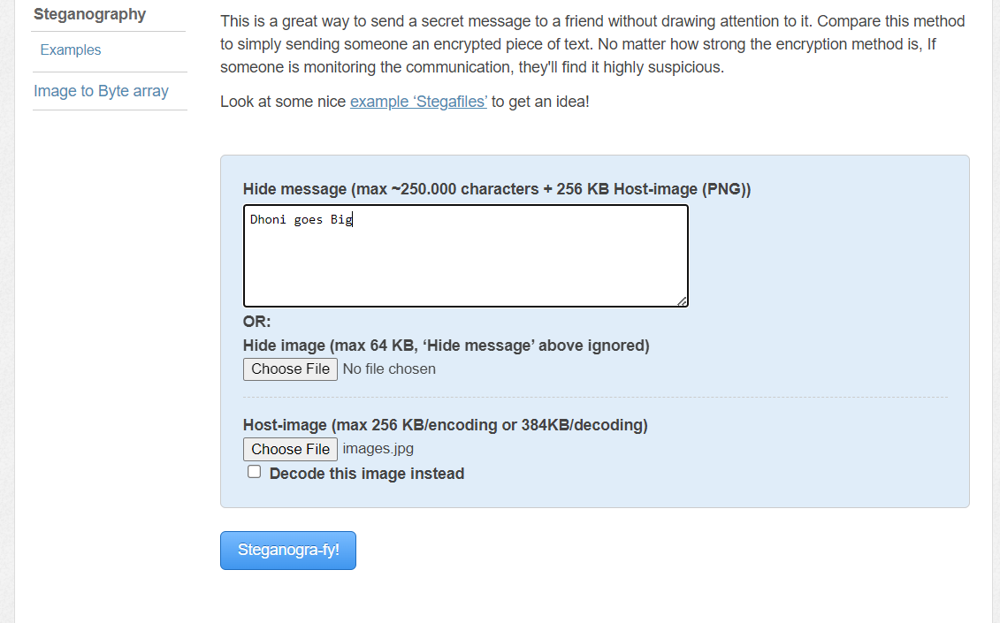 Steganography
Examples
Image to Byte array
This is a great way to send a secret message to a friend without drawing attention to it. Compare this method
to simply sending someone an encrypted piece of text. No matter how strong the encryption method is, If
someone is monitoring the communication, they'll find it highly suspicious.
Look at some nice example ‘Stegafiles’ to get an idea!
Hide message (max ~250.000 characters + 256 KB Host-image (PNG))
Dhoni goes Big
OR:
Hide image (max 64 KB, ‘Hide message’ above ignored)
Choose File No file chosen
Host-image (max 256 KB/encoding or 384KB/decoding)
Choose File images.jpg
Decode this image instead
Steganogra-fy!